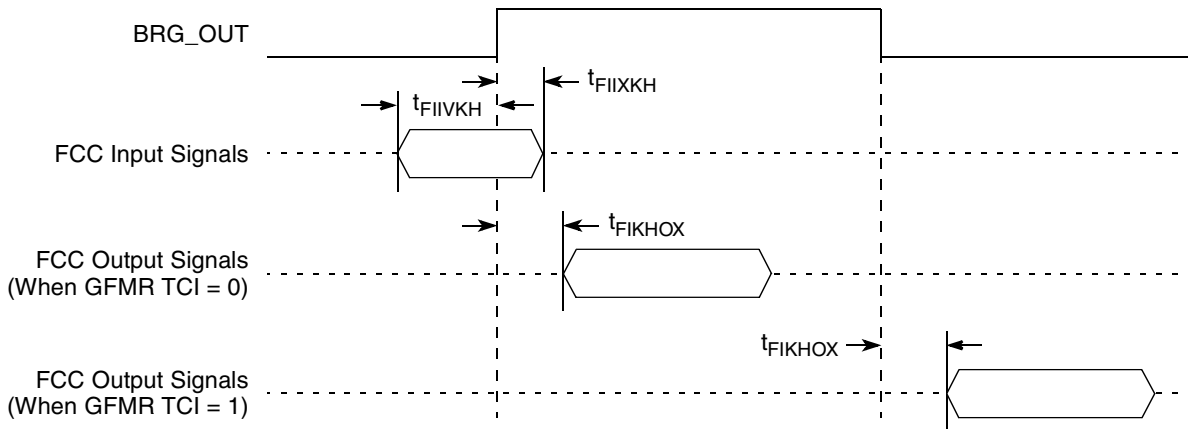 BRG_OUT
tFIIXKH
tFIIVKH
FCC Input Signals
tFIKHOX
FCC Output Signals
(When GFMR TCI = 0)
tFIKHOX
FCC Output Signals
(When GFMR TCI = 1)